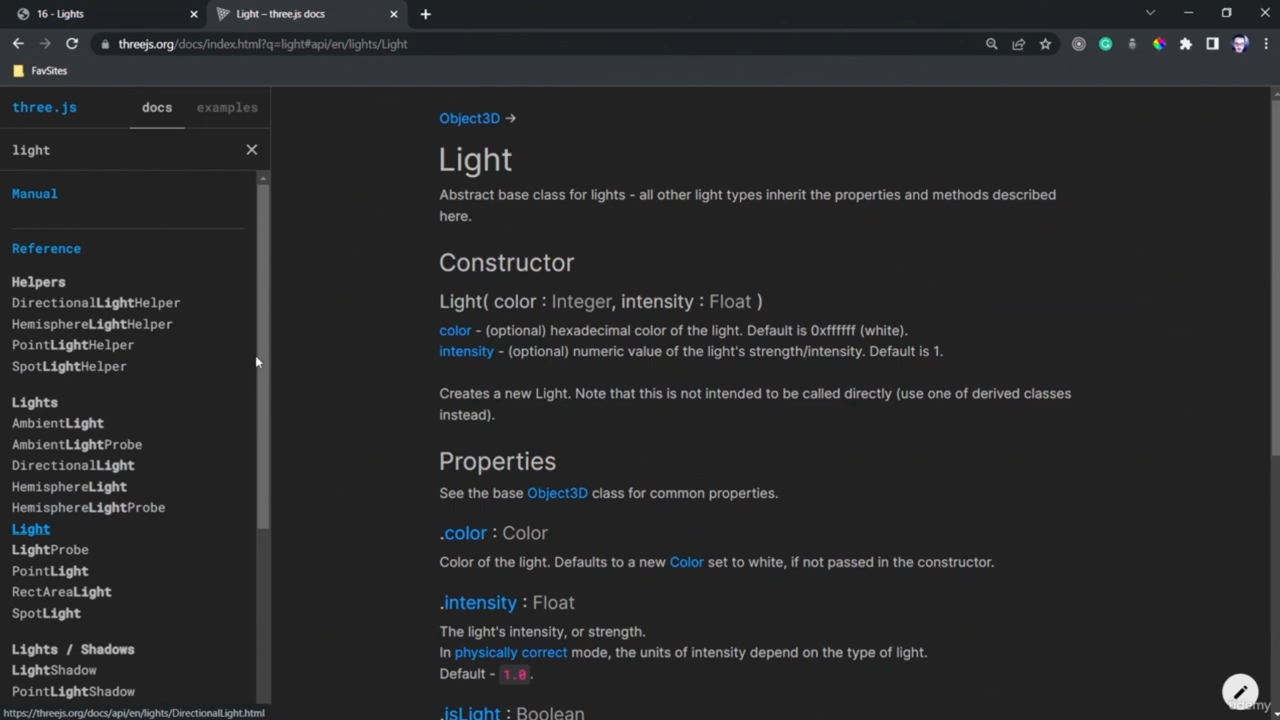 16 - Lights
Light – three.js docs
threejs.org/docs/index.html?q=light#api/en/lights/Light
FavSites
three.js
docs
examples
light
Manual
Reference
Helpers
DirectionalLightHelper
HemisphereLightHelper
PointLightHelper
SpotLightHelper
Lights
AmbientLight
AmbientLightProbe
DirectionalLight
HemisphereLight
HemisphereLightProbe
Light
LightProbe
PointLight
RectAreaLight
SpotLight
Lights / Shadows
LightShadow
PointLightShadow
https://threejs.org/docs/api/en/lights/DirectionalLight.html
Object3D →
Light
Abstract base class for lights - all other light types inherit the properties and methods described
here.
Constructor
Light( color : Integer, intensity : Float )
color - (optional) hexadecimal color of the light. Default is 0xffffff (white).
intensity - (optional) numeric value of the light's strength/intensity. Default is 1.
Creates a new Light. Note that this is not intended to be called directly (use one of derived classes
instead).
Properties
See the base Object3D class for common properties.
.color : Color
Color of the light. Defaults to a new Color set to white, if not passed in the constructor.
.intensity : Float
The light's intensity, or strength.
In physically correct mode, the units of intensity depend on the type of light.
Default - 1.0.
.isLight : Boolean
udemy